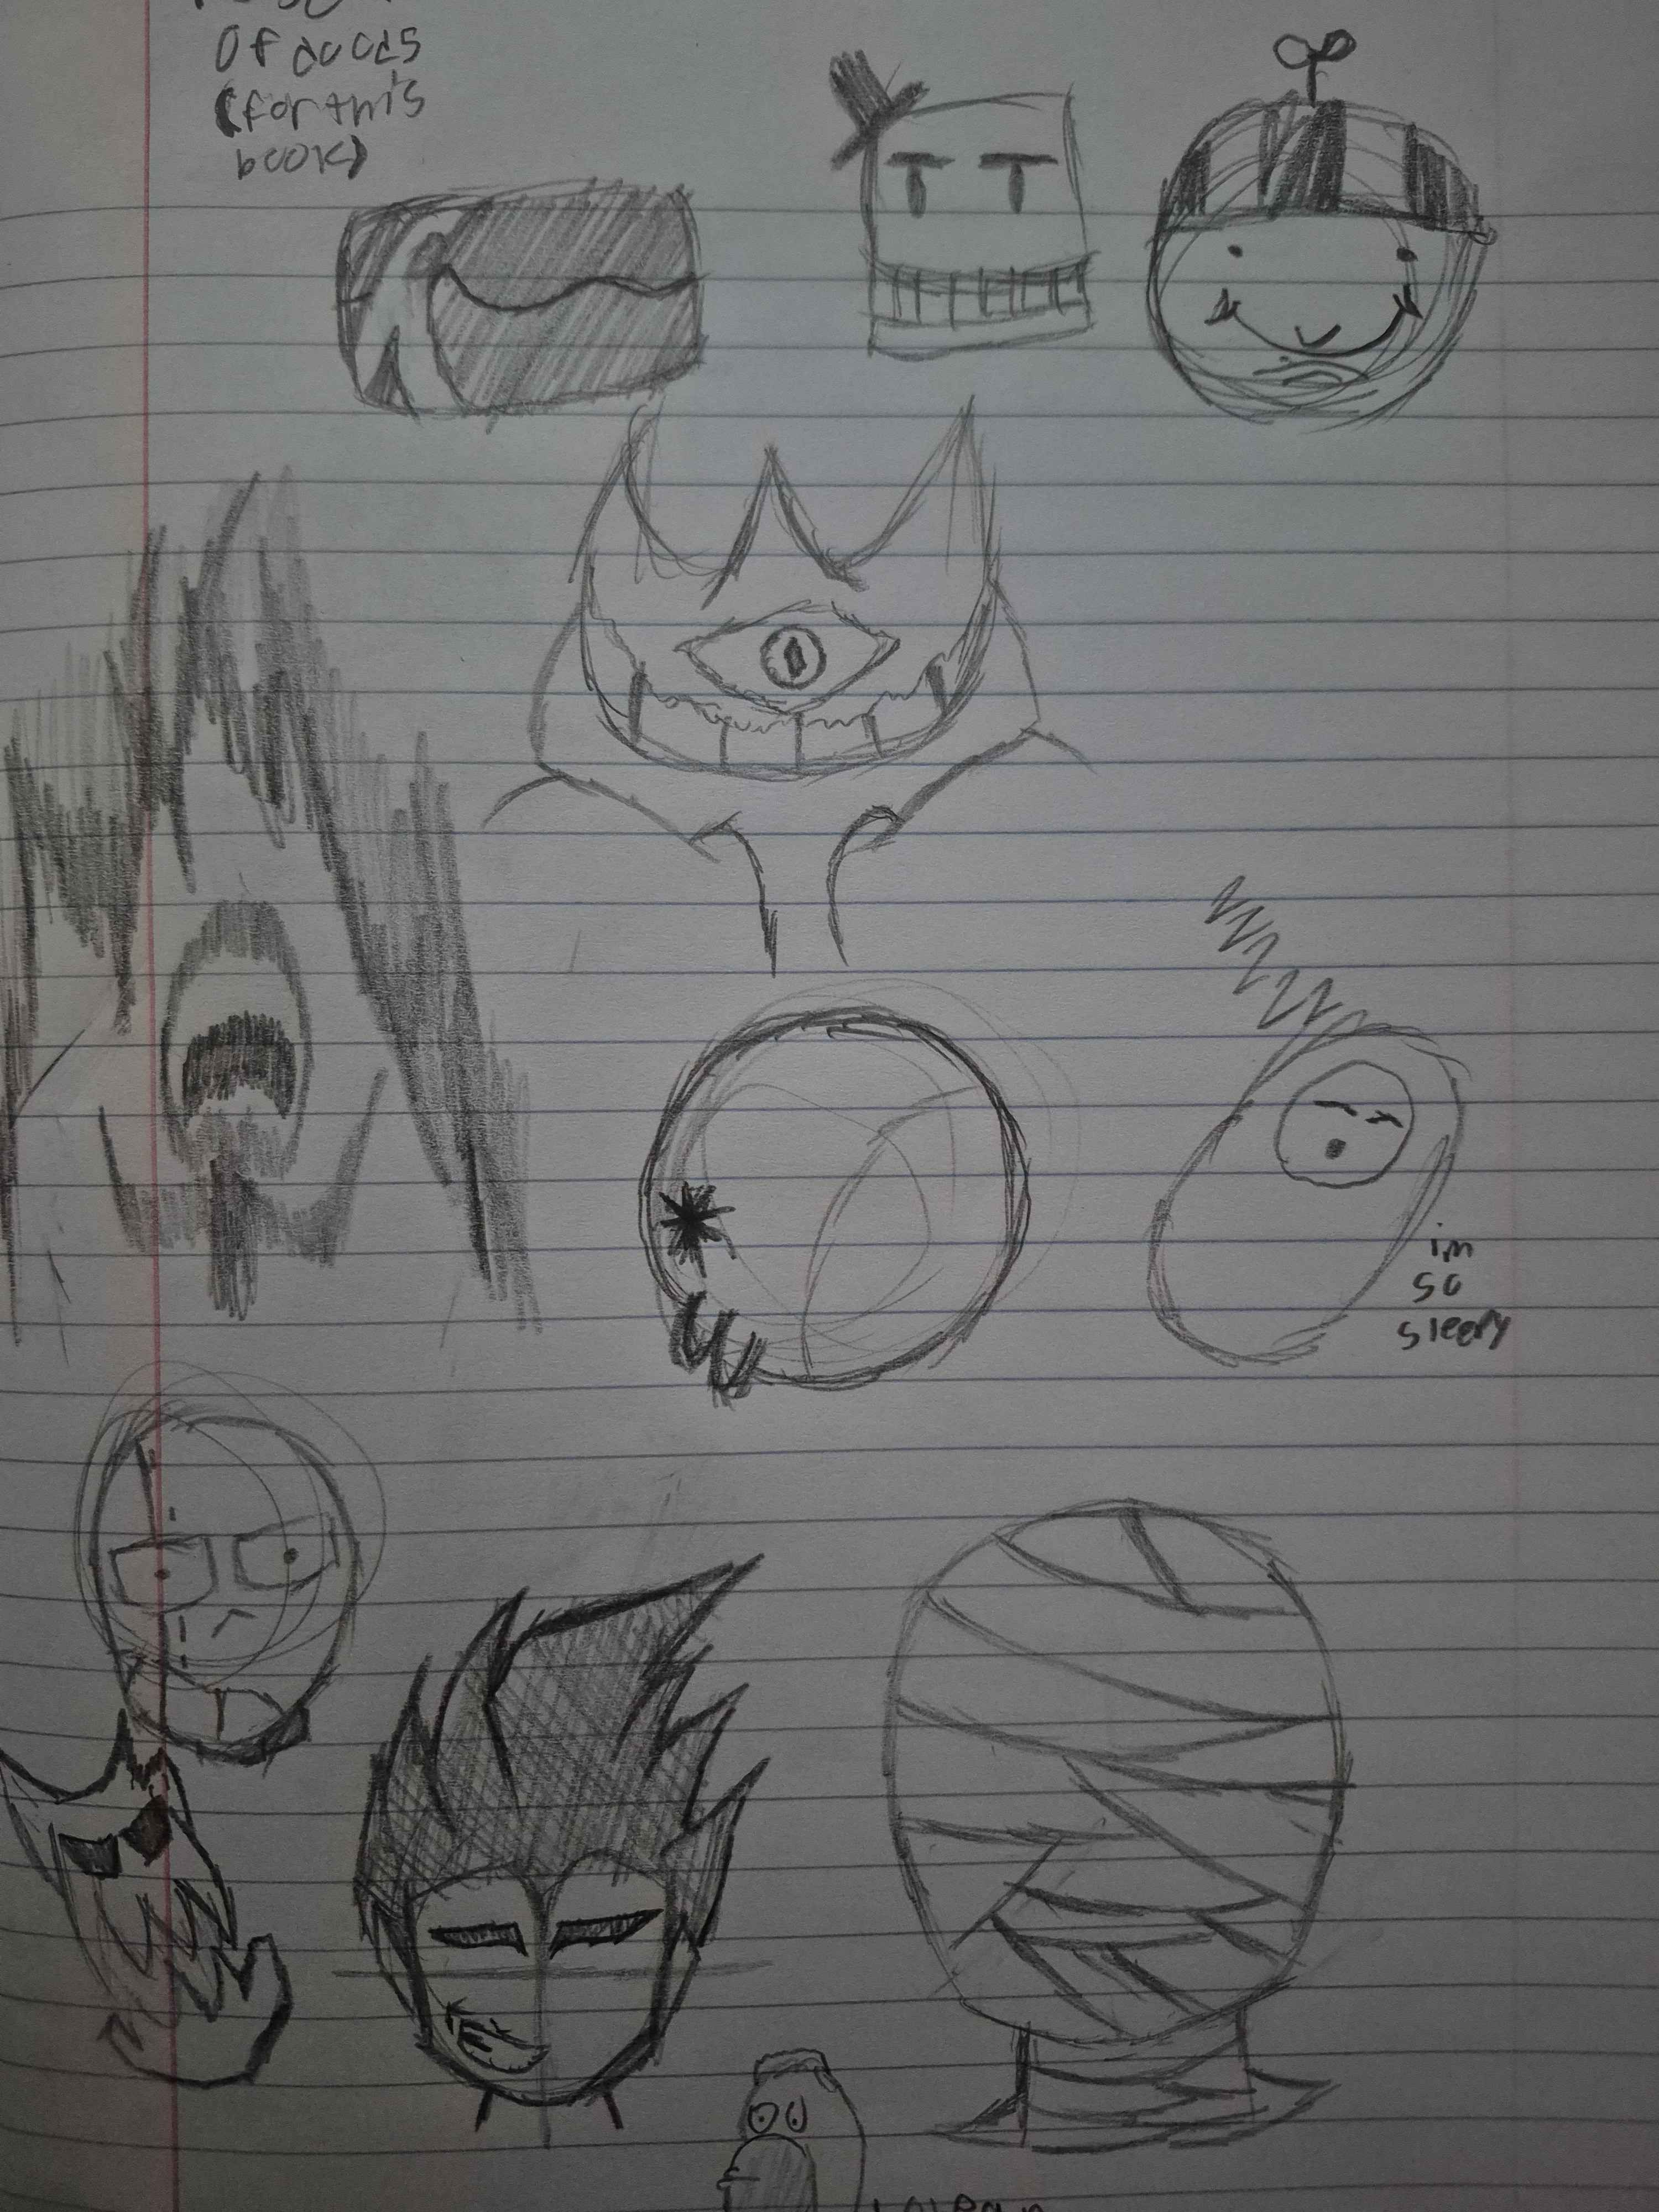 Of doods
(for this
book)
im
so
sleepy